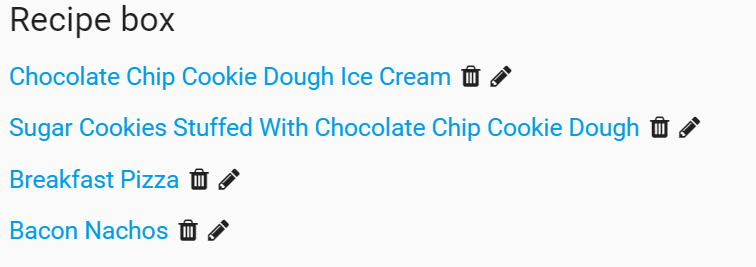 Recipe box
Chocolate Chip Cookie Dough Ice Cream
Sugar Cookies Stuffed With Chocolate Chip Cookie Dough
Breakfast Pizza
Bacon Nachos